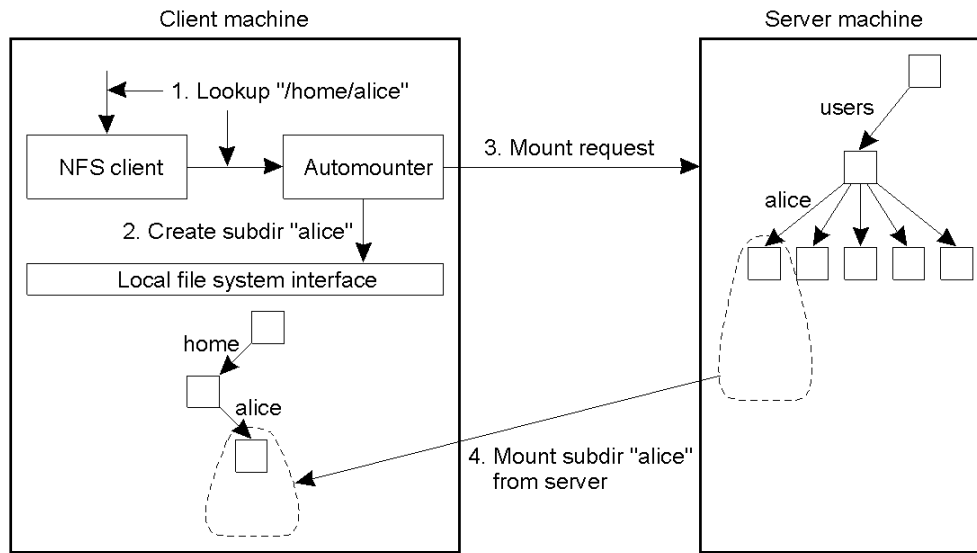 Client machine
Server machine
1. Lookup "/home/alice"
users
NFS client
Automounter
3. Mount request
alice
2. Create subdir "alice"
Local file system interface
home
alice
4. Mount subdir "alice"
from server